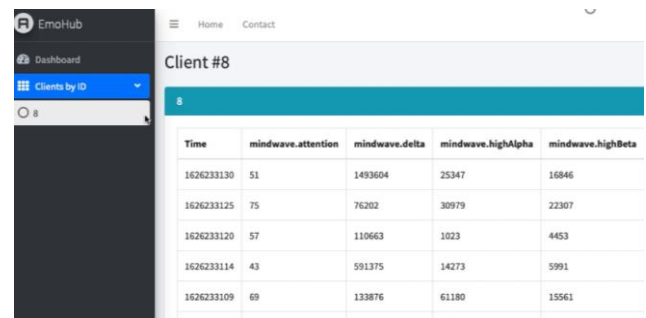 EmoHub
Home Contact
Dashboard
Clients by ID
8
Client #8
8
Time mindwave.attention mindwave.delta mindwave.highAlpha mindwave.highBeta
1626233130 51 1493604 25347 16846
1626233125 75 76202 30979 22307
1626233120 57 110663 1023 4453
1626233114 43 591375 14273 5991
1626233109 69 133876 61180 15561